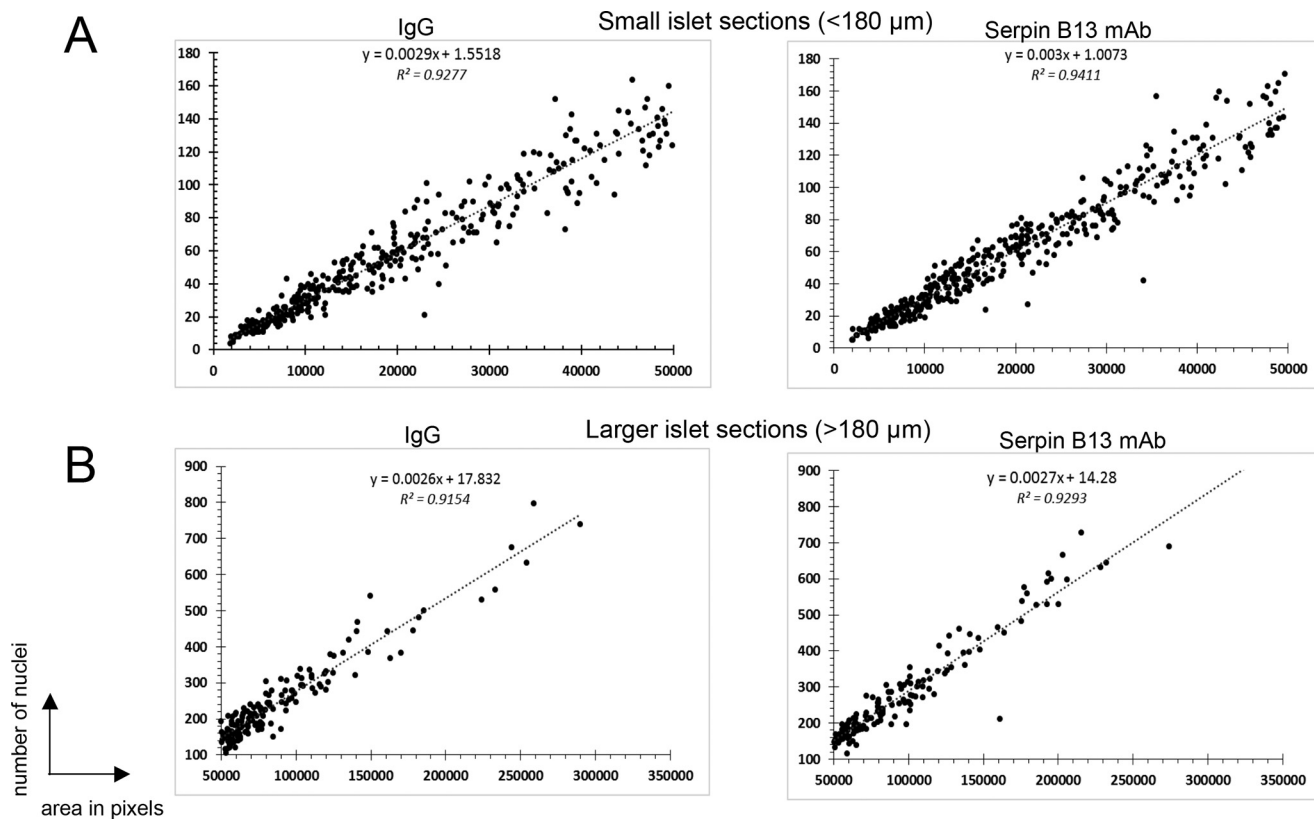 A
Small islet sections (<180 µm)
IgG
Serpin B13 mAb
y = 0.0029x + 1.5518
R² = 0.9277
180
160
140
120
100
80
60
40
20
0
0 10000 20000 30000 40000 50000
y = 0.003x + 1.0073
R² = 0.9411
180
160
140
120
100
80
60
40
20
0
0 10000 20000 30000 40000 50000
B
Larger islet sections (>180 µm)
IgG
Serpin B13 mAb
y = 0.0026x + 17.832
R² = 0.9154
900
800
700
600
500
400
300
200
100
50000 100000 150000 200000 250000 300000 350000
y = 0.0027x + 14.28
R² = 0.9293
900
800
700
600
500
400
300
200
100
50000 100000 150000 200000 250000 300000 350000
number of nuclei
area in pixels